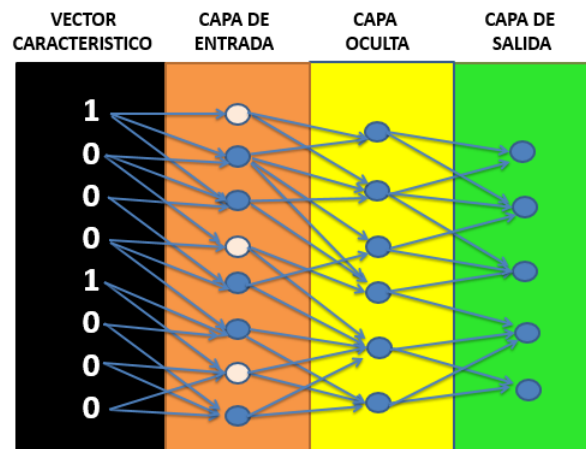 VECTOR
CARACTERISTICO
CAPA DE
ENTRADA
CAPA
OCULTA
CAPA DE
SALIDA
1
0
0
0
1
0
0
0